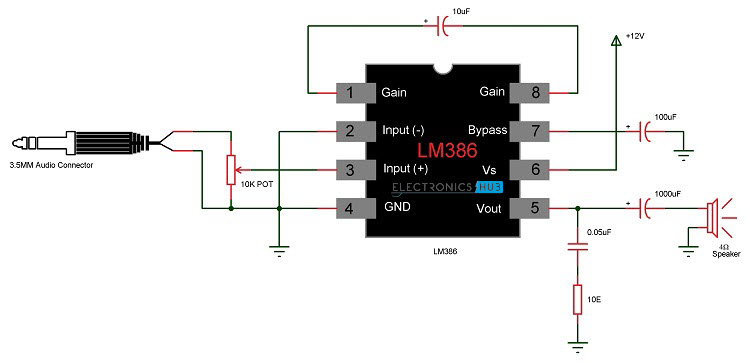 + 10uF
+12V
1 Gain Gain 8
100uF
+
2 Input (-) Bypass 7
LM386
3 Input (+) Vs 6
3.5MM Audio Connector
10K POT
ELECTRONICS HUB
1000uF
+
4 GND Vout 5
0.05uF
4Ω
Speaker
LM386
10E